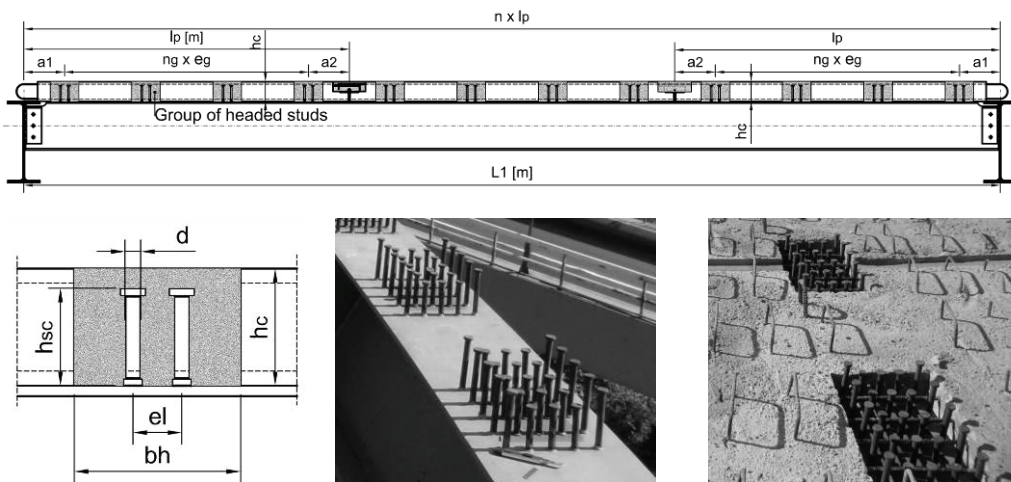 n x lp
lp [m]
hc
lp
a1
ng x eg
a2
a2
ng x eg
a1
Group of headed studs
hc
L1 [m]
d
hsc
hc
el
bh